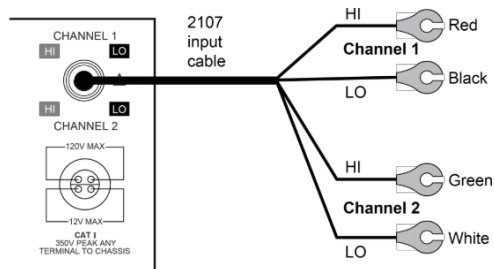 CHANNEL 1
HI LO
HI LO
CHANNEL 2
120V MAX
12V MAX
CAT I
350V PEAK ANY
TERMINAL TO CHASSIS
2107
input
cable
HI
Red
Channel 1
Black
LO
HI
Green
Channel 2
White
LO